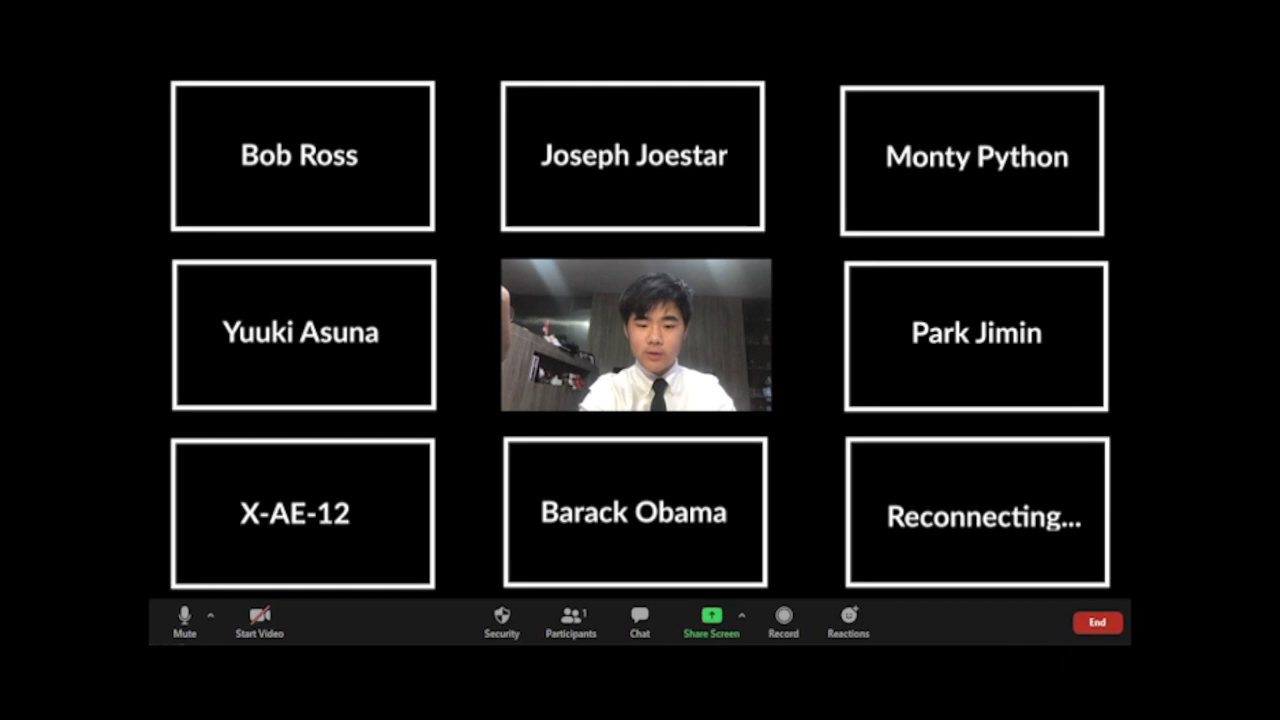 Bob Ross
Joseph Joestar
Monty Python
Yuuki Asuna
Park Jimin
X-AE-12
Barack Obama
Reconnecting...
Mute
Start Video
Security
Participants
1
Chat
Share Screen
Record
Reactions
End